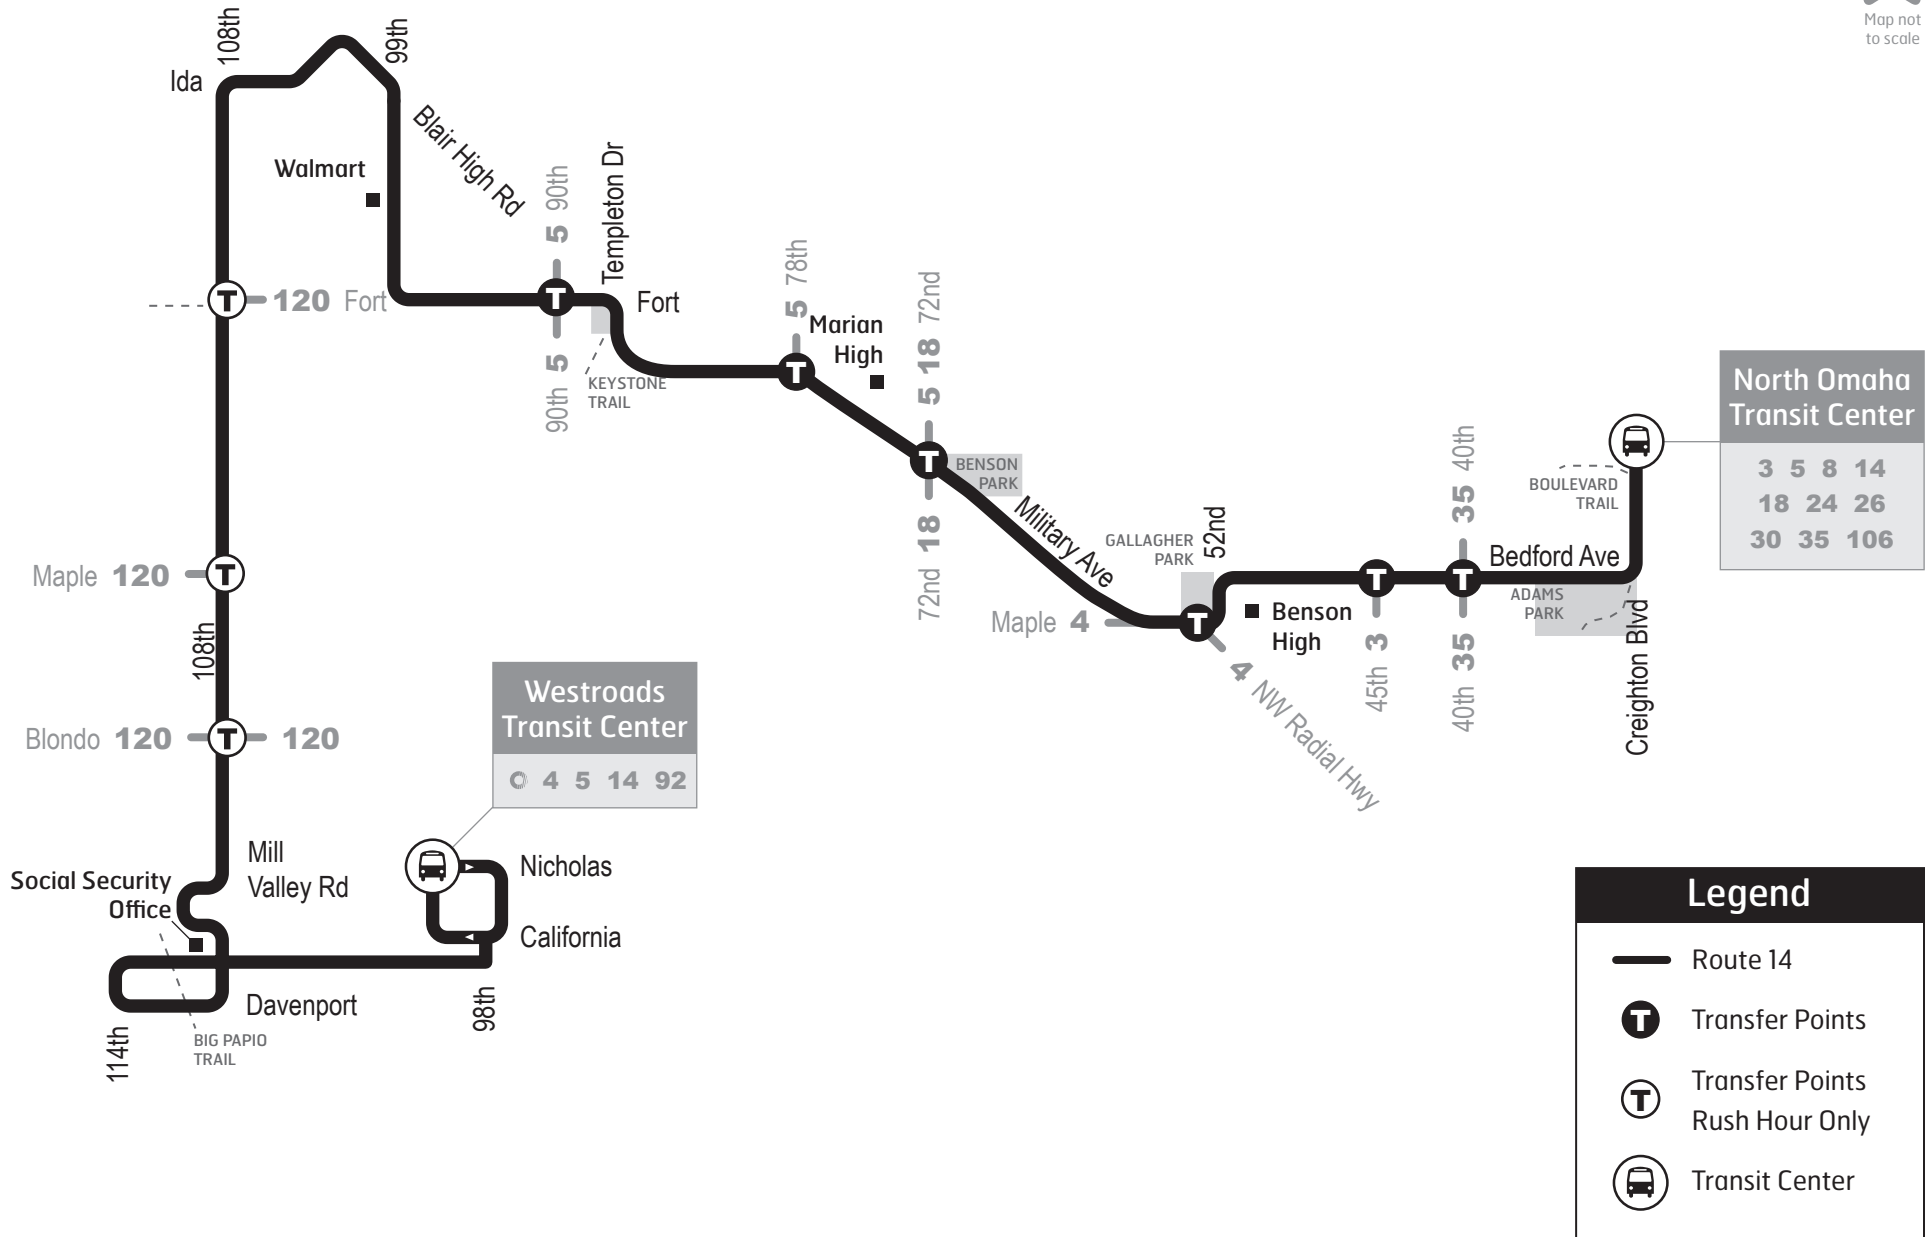 Map not
to scale
108th
99th
Ida
Blair High Rd
Walmart
5 90th
Templeton Dr
T
120 Fort
T
Fort
90th 5
KEYSTONE
TRAIL
5 78th
T
Marian
High
5 18 72nd
T
72nd 18
BENSON
PARK
Military Ave
GALLAGHER
PARK
52nd
Maple 4
T
4 NW Radial Hwy
Benson
High
T
45th 3
35 40th
T
40th 35
Bedford Ave
ADAMS
PARK
BOULEVARD
TRAIL
Creighton Blvd
North Omaha
Transit Center
3 5 8 14
18 24 26
30 35 106
Maple 120
T
108th
Blondo 120
T
120
Westroads
Transit Center
4 5 14 92
Mill
Valley Rd
Social Security
Office
Nicholas
California
Davenport
98th
114th
BIG PAPIO
TRAIL
Legend
Route 14
T
Transfer Points
T
Transfer Points
Rush Hour Only
Transit Center